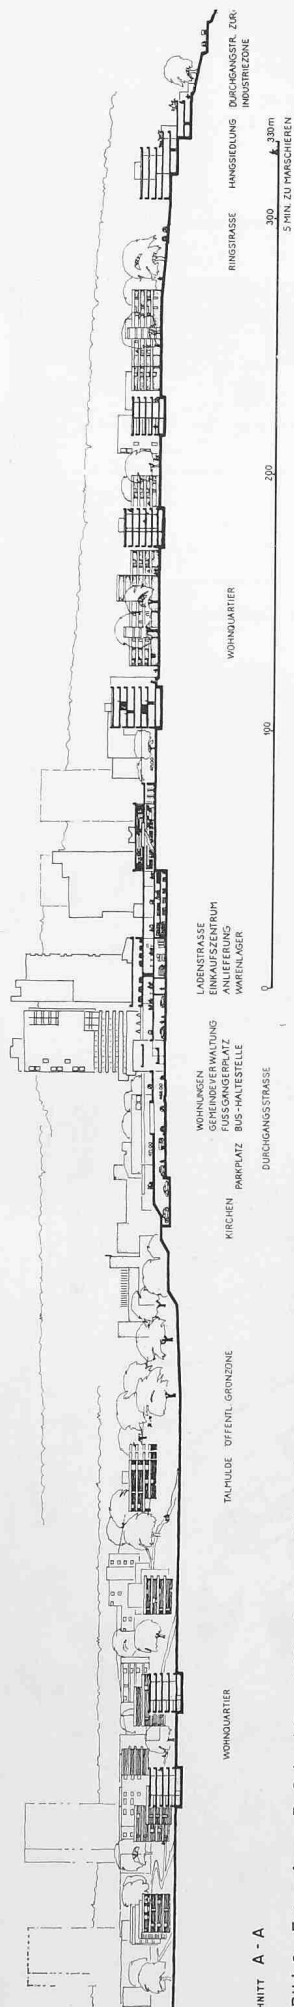 HNITT A - A
WOHNQUARTIER
TALMULDE ÖFFENTL. GRÜNZONE
KIRCHEN
PARKPLATZ
DURCHGANGSSTRASSE
WOHNUNGEN
GEMEINDEVERWALTUNG
FUSSGÄNGERPLATZ
BUS-HALTESTELLE
LADENSTRASSE
EINKAUFSZENTRUM
ANLIEFERUNG
WARENLAGER
WOHNQUARTIER
RINGSTRASSE
HANGSIEDLUNG
DURCHGANGSTR. ZUR
INDUSTRIEZONE
0 100 200 300 330m
5 MIN. ZU MARSCHIEREN